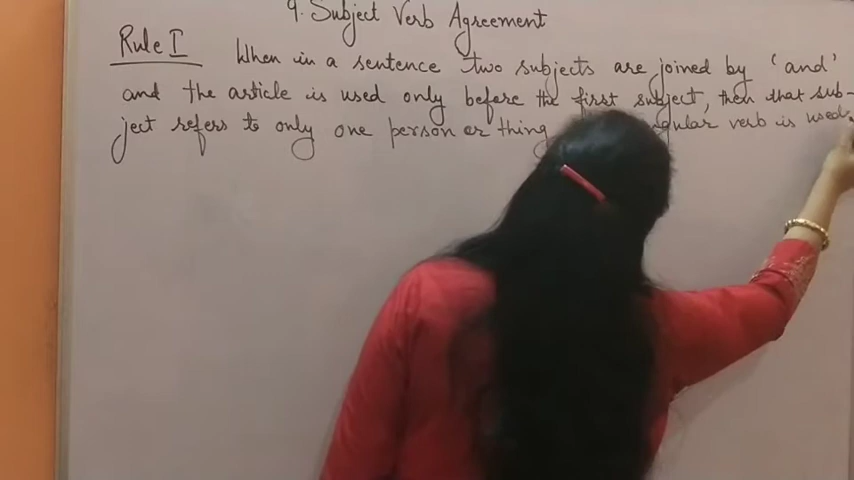 9. Subject Verb Agreement
Rule I When in a sentence two subjects are joined by 'and'
and the article is used only before the first subject, then that sub-
ject refers to only one person or thing verb is used